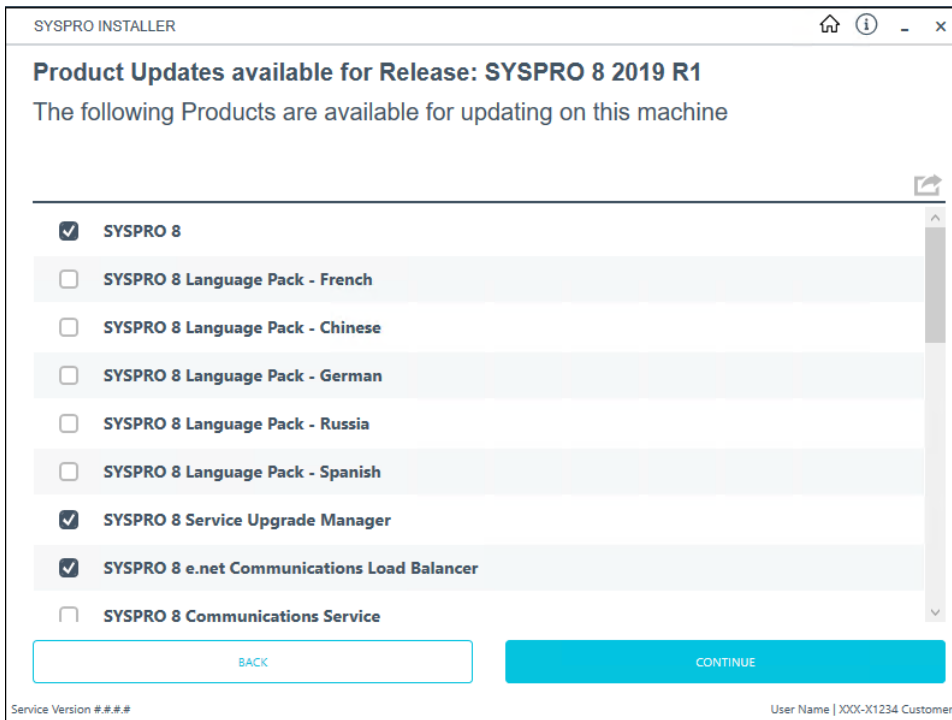 SYSPRO INSTALLER
Product Updates available for Release: SYSPRO 8 2019 R1
The following Products are available for updating on this machine
SYSPRO 8
SYSPRO 8 Language Pack - French
SYSPRO 8 Language Pack - Chinese
SYSPRO 8 Language Pack - German
SYSPRO 8 Language Pack - Russia
SYSPRO 8 Language Pack - Spanish
SYSPRO 8 Service Upgrade Manager
SYSPRO 8 e.net Communications Load Balancer
SYSPRO 8 Communications Service
BACK
CONTINUE
Service Version #.#.#.#
User Name | XXX-X1234 Customer